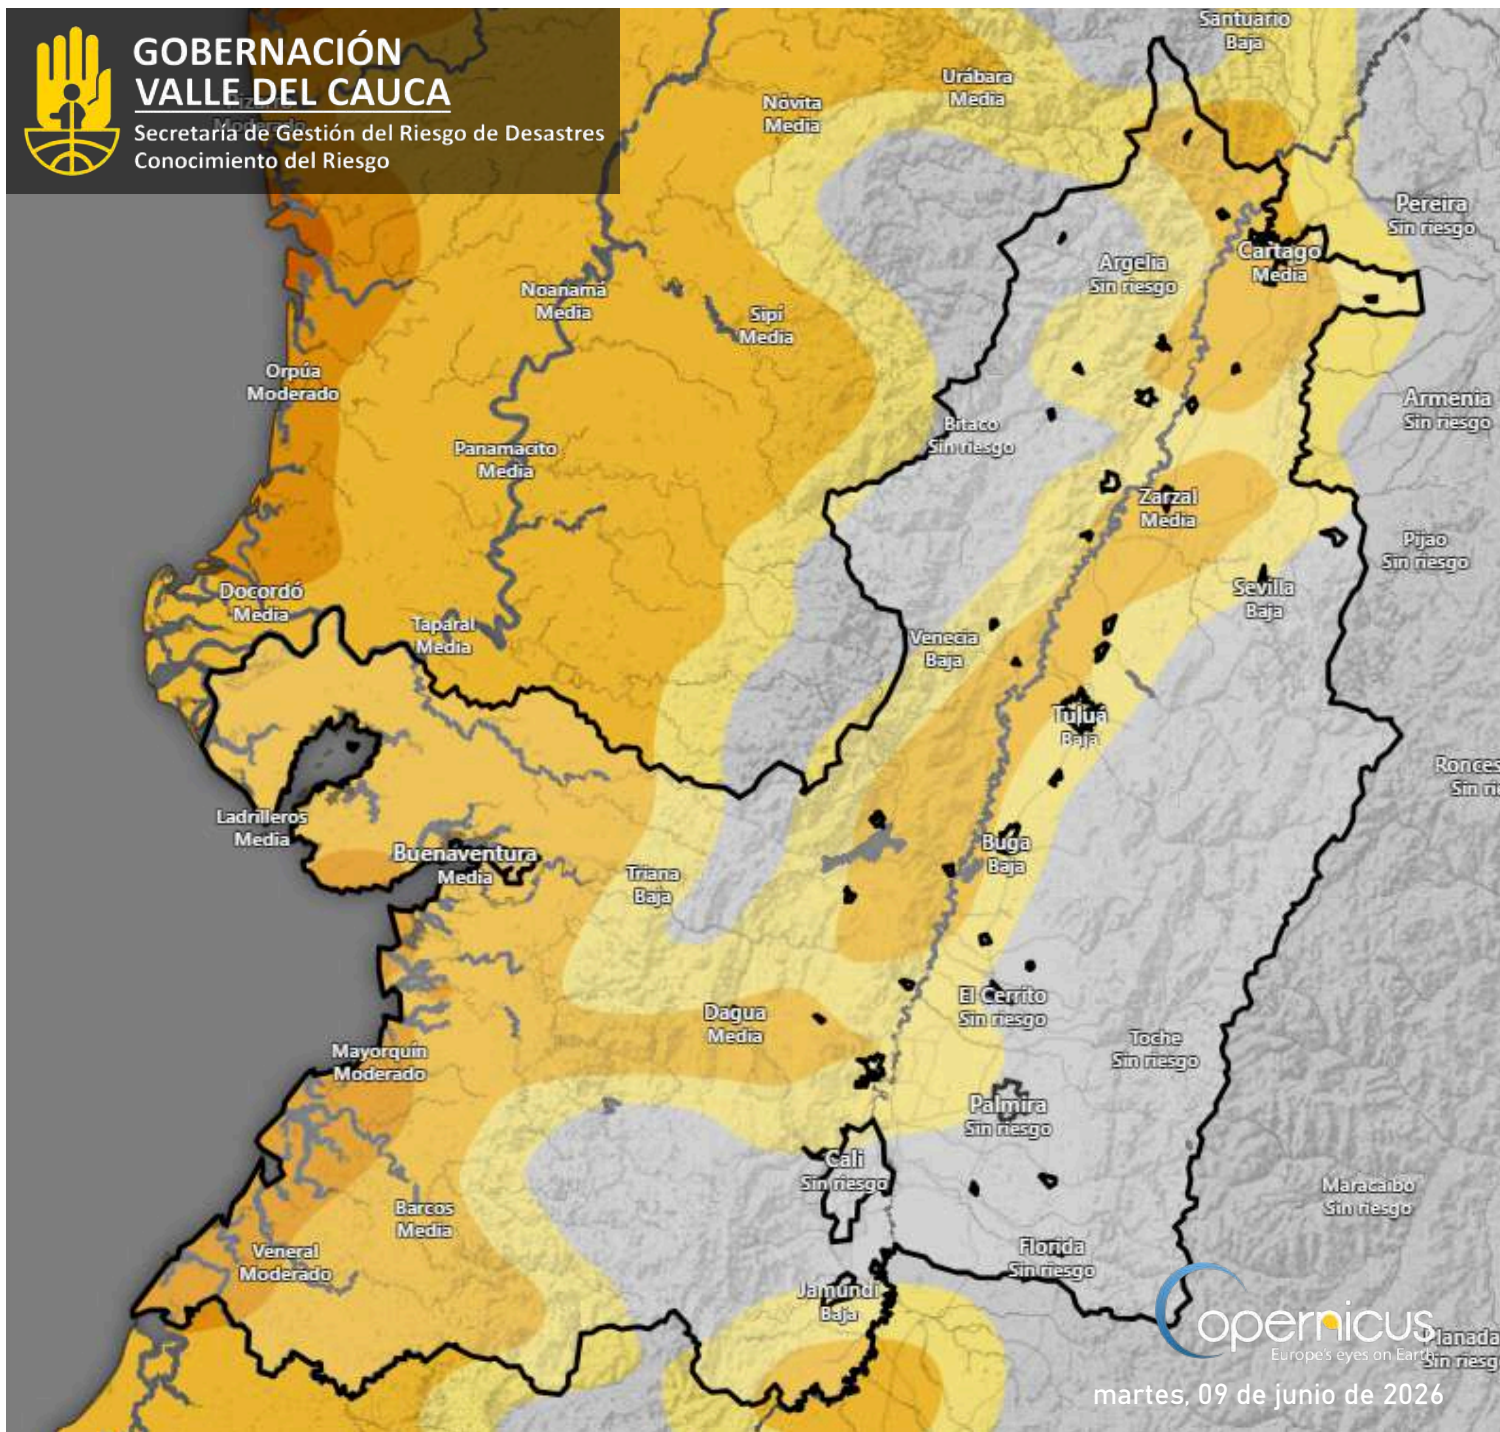 GOBERNACIÓN
VALLE DEL CAUCA
Secretaría de Gestión del Riesgo de Desastres
Conocimiento del Riesgo
Santuario
Baja
Urábara
Media
Nóvita
Media
Pizarro
Moderado
Pereira
Sin riesgo
Cartago
Media
Argelia
Sin riesgo
Noanamá
Media
Sipí
Media
Orpúa
Moderado
Armenia
Sin riesgo
Bitaco
Sin riesgo
Panamacito
Media
Zarzal
Media
Pijao
Sin riesgo
Docordó
Media
Sevilla
Baja
Taparal
Media
Venecia
Baja
Tuluá
Baja
Ronces
Sin rie
Ladrilleros
Media
Buenaventura
Media
Buga
Baja
Triana
Baja
El Cerrito
Sin riesgo
Dagua
Media
Toche
Sin riesgo
Mayorquín
Moderado
Palmira
Sin riesgo
Cali
Sin riesgo
Maracaibo
Sin riesgo
Barcos
Media
Veneral
Moderado
Florida
Sin riesgo
Jamundí
Baja
opernicus
Europe's eyes on Earth
Planada
Sin riesg
martes, 09 de junio de 2026